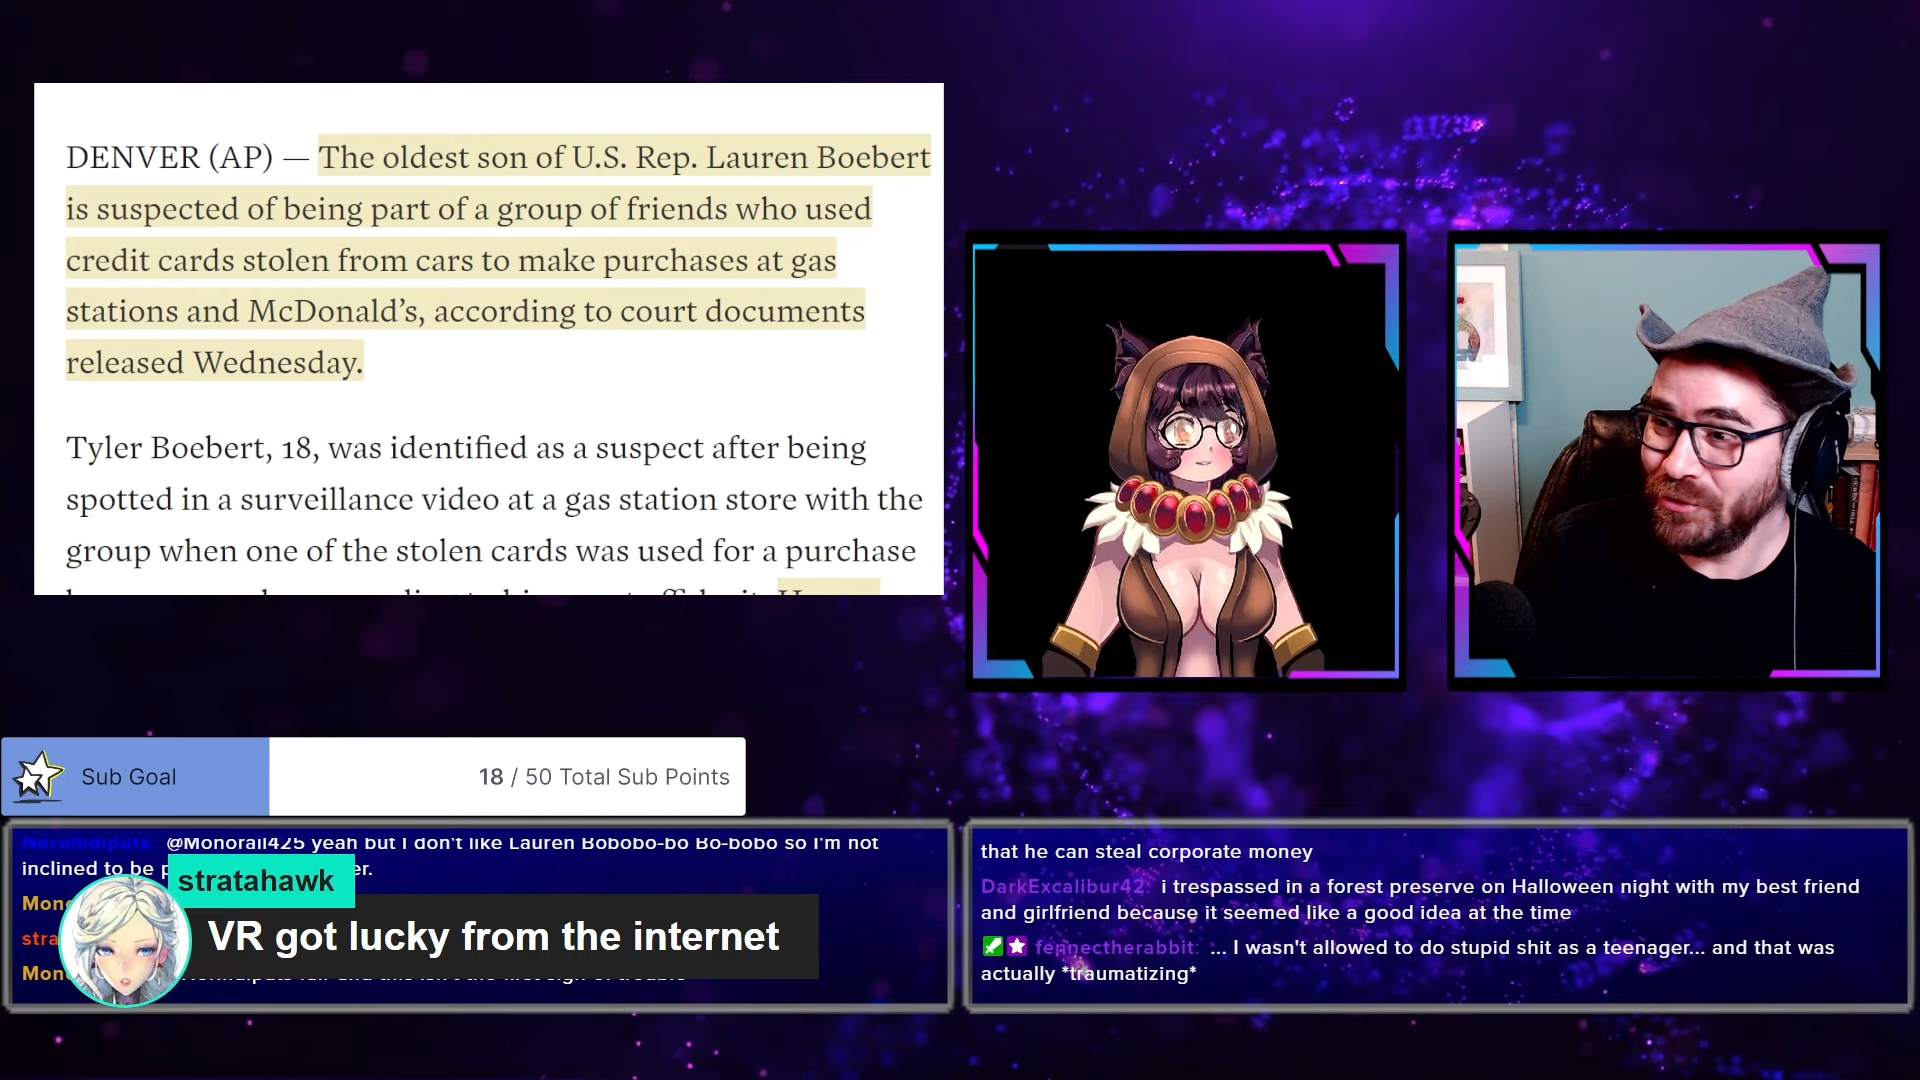 DENVER (AP) — The oldest son of U.S. Rep. Lauren Boebert
is suspected of being part of a group of friends who used
credit cards stolen from cars to make purchases at gas
stations and McDonald’s, according to court documents
released Wednesday.
Tyler Boebert, 18, was identified as a suspect after being
spotted in a surveillance video at a gas station store with the
group when one of the stolen cards was used for a purchase
Sub Goal
18 / 50 Total Sub Points
@Monorail425 yeah but I don't like Lauren Bobobo-bo Bo-bobo so I'm not
inclined to be
stratahawk
VR got lucky from the internet
that he can steal corporate money
DarkExcalibur42: i trespassed in a forest preserve on Halloween night with my best friend
and girlfriend because it seemed like a good idea at the time
fennectherabbit: ... I wasn't allowed to do stupid shit as a teenager... and that was
actually *traumatizing*